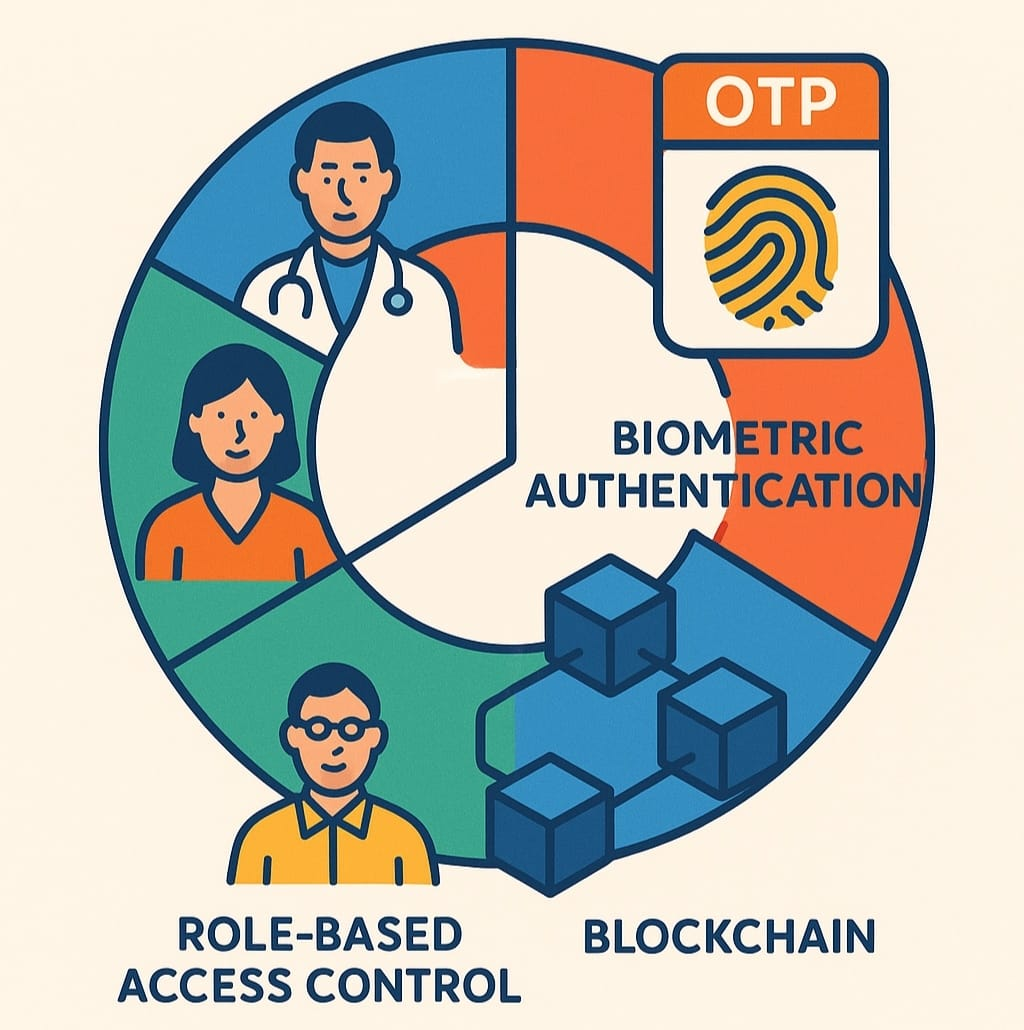 OTP
BIOMETRIC
AUTHENTICATION
ROLE-BASED
ACCESS CONTROL
BLOCKCHAIN